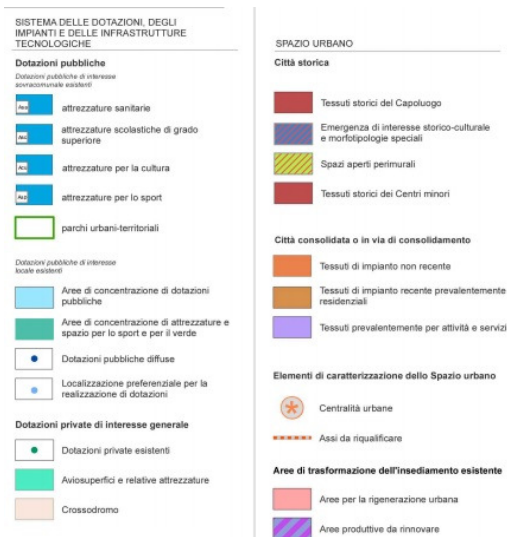 SISTEMA DELLE DOTAZIONI, DEGLI
IMPIANTI E DELLE INFRASTRUTTURE
TECNOLOGICHE
Dotazioni pubbliche
Dotazioni pubbliche di interesse
sovracomunale esistenti
attrezzature sanitarie
attrezzature scolastiche di grado
superiore
attrezzature per la cultura
attrezzature per lo sport
parchi urbani-territoriali
Dotazioni pubbliche di interesse
locale esistenti
Aree di concentrazione di dotazioni
pubbliche
Aree di concentrazione di attrezzature e
spazio per lo sport e per il verde
Dotazioni pubbliche diffuse
Localizzazione preferenziale per la
realizzazione di dotazioni
Dotazioni private di interesse generale
Dotazioni private esistenti
Aviosuperfici e relative attrezzature
Crossodromo
SPAZIO URBANO
Città storica
Tessuti storici del Capoluogo
Emergenza di interesse storico-culturale
e morfotipologie speciali
Spazi aperti perimurali
Tessuti storici dei Centri minori
Città consolidata o in via di consolidamento
Tessuti di impianto non recente
Tessuti di impianto recente prevalentemente
residenziali
Tessuti prevalentemente per attività e servizi
Elementi di caratterizzazione dello Spazio urbano
Centralità urbane
Assi da riqualificare
Aree di trasformazione dell'insediamento esistente
Aree per la rigenerazione urbana
Aree produttive da rinnovare